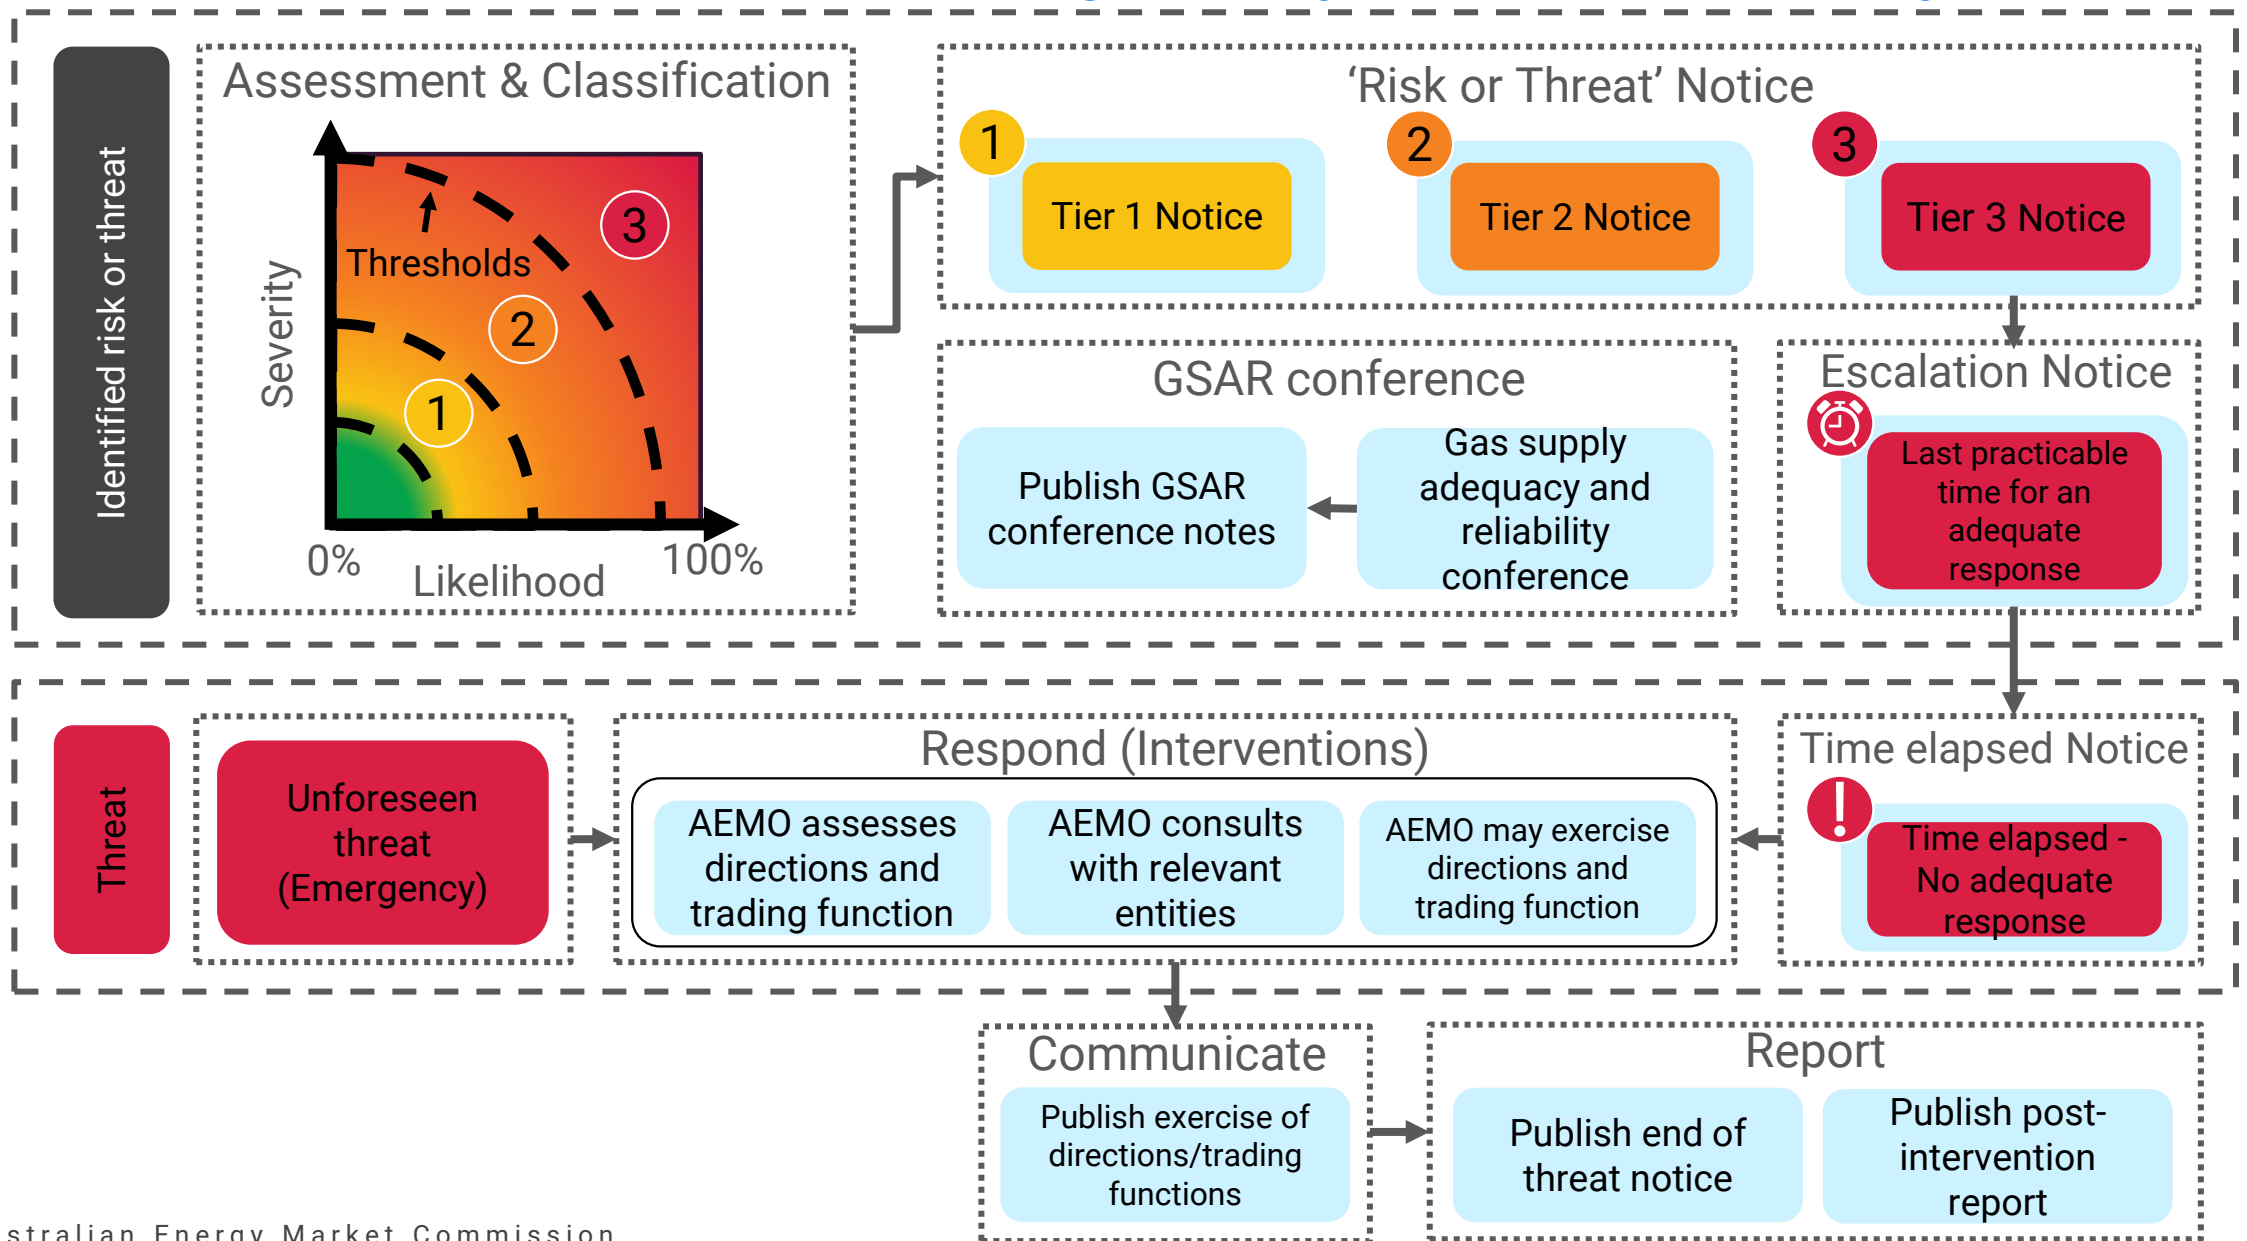 Identified risk or threat
Assessment & Classification
Severity
Thresholds
3
2
1
0%
100%
Likelihood
‘Risk or Threat’ Notice
1
Tier 1 Notice
2
Tier 2 Notice
3
Tier 3 Notice
GSAR conference
Publish GSAR
conference notes
Gas supply
adequacy and
reliability
conference
Escalation Notice
Last practicable
time for an
adequate
response
Threat
Unforeseen
threat
(Emergency)
Respond (Interventions)
AEMO assesses
directions and
trading function
AEMO consults
with relevant
entities
AEMO may exercise
directions and
trading function
Time elapsed Notice
!
Time elapsed -
No adequate
response
Communicate
Publish exercise of
directions/trading
functions
Report
Publish end of
threat notice
Publish post-
intervention
report
stralian Energy Market Commission